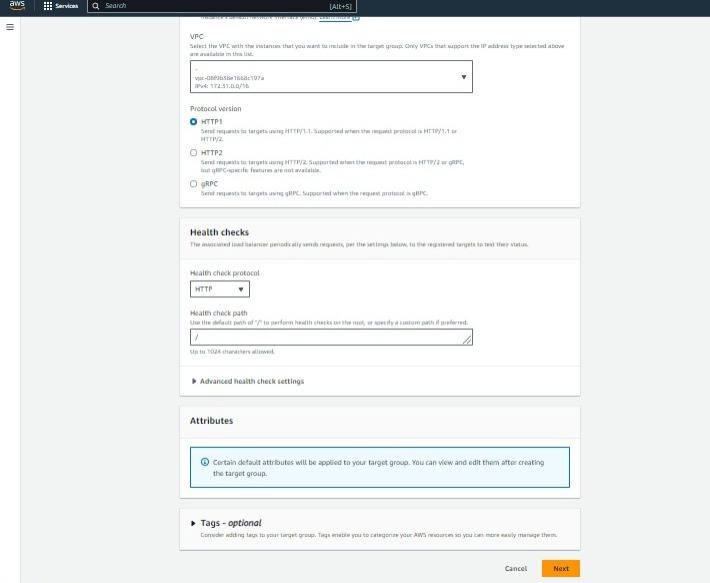 aws
Services
Search
[Alt+S]
instance's default network interface (eth0). Learn more
VPC
Select the VPC with the instances that you want to include in the target group. Only VPCs that support the IP address type selected above
are available in this list.
-
IPv4: 172.31.0.0/16
Protocol version
HTTP1
Send requests to targets using HTTP/1.1. Supported when the request protocol is HTTP/1.1 or
HTTP/2.
HTTP2
Send requests to targets using HTTP/2. Supported when the request protocol is HTTP/2 or gRPC,
but gRPC-specific features are not available.
gRPC
Send requests to targets using gRPC. Supported when the request protocol is gRPC.
Health checks
The associated load balancer periodically sends requests, per the settings below, to the registered targets to test their status.
Health check protocol
HTTP
Health check path
Use the default path of "/" to perform health checks on the root, or specify a custom path if preferred.
/
Up to 1024 characters allowed.
Advanced health check settings
Attributes
Certain default attributes will be applied to your target group. You can view and edit them after creating
the target group.
Tags - optional
Consider adding tags to your target group. Tags enable you to categorize your AWS resources so you can more easily manage them.
Cancel
Next